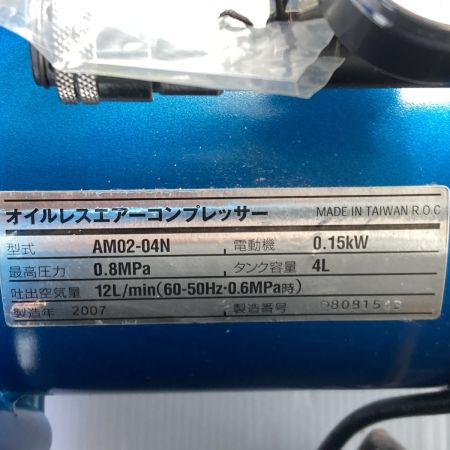 オイルレスエアーコンプレッサー MADE IN TAIWAN R.O.C
型式 AM02-04N 電動機 0.15kW
最高圧力 0.8MPa タンク容量 4L
吐出空気量 12L/min(60-50Hz·0.6MPa時)
製造年 2007 製造番号